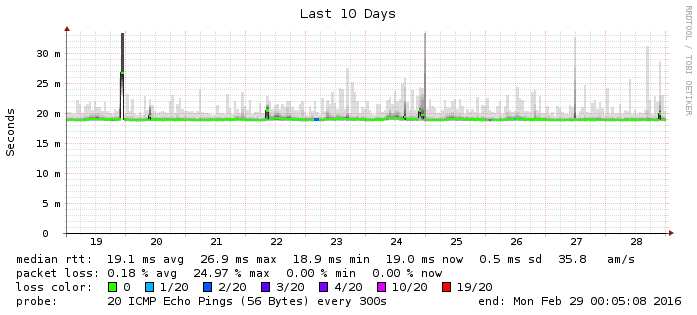 Last 10 Days
RRDTOOL / TOBI OETIKER
Seconds
30 m
25 m
20 m
15 m
10 m
5 m
0
19 20 21 22 23 24 25 26 27 28
median rtt: 19.1 ms avg 26.9 ms max 18.9 ms min 19.0 ms now 0.5 ms sd 35.8 am/s
packet loss: 0.18 % avg 24.97 % max 0.00 % min 0.00 % now
loss color: 0 1/20 2/20 3/20 4/20 10/20 19/20
probe: 20 ICMP Echo Pings (56 Bytes) every 300s end: Mon Feb 29 00:05:08 2016